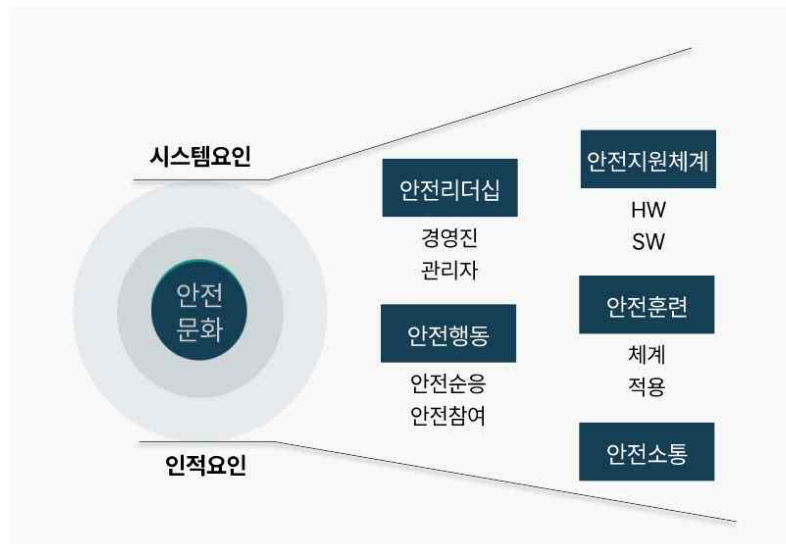 시스템요인
안전
문화
인적요인
안전리더십
경영진
관리자
안전행동
안전순응
안전참여
안전지원체계
HW
SW
안전훈련
체계
적용
안전소통